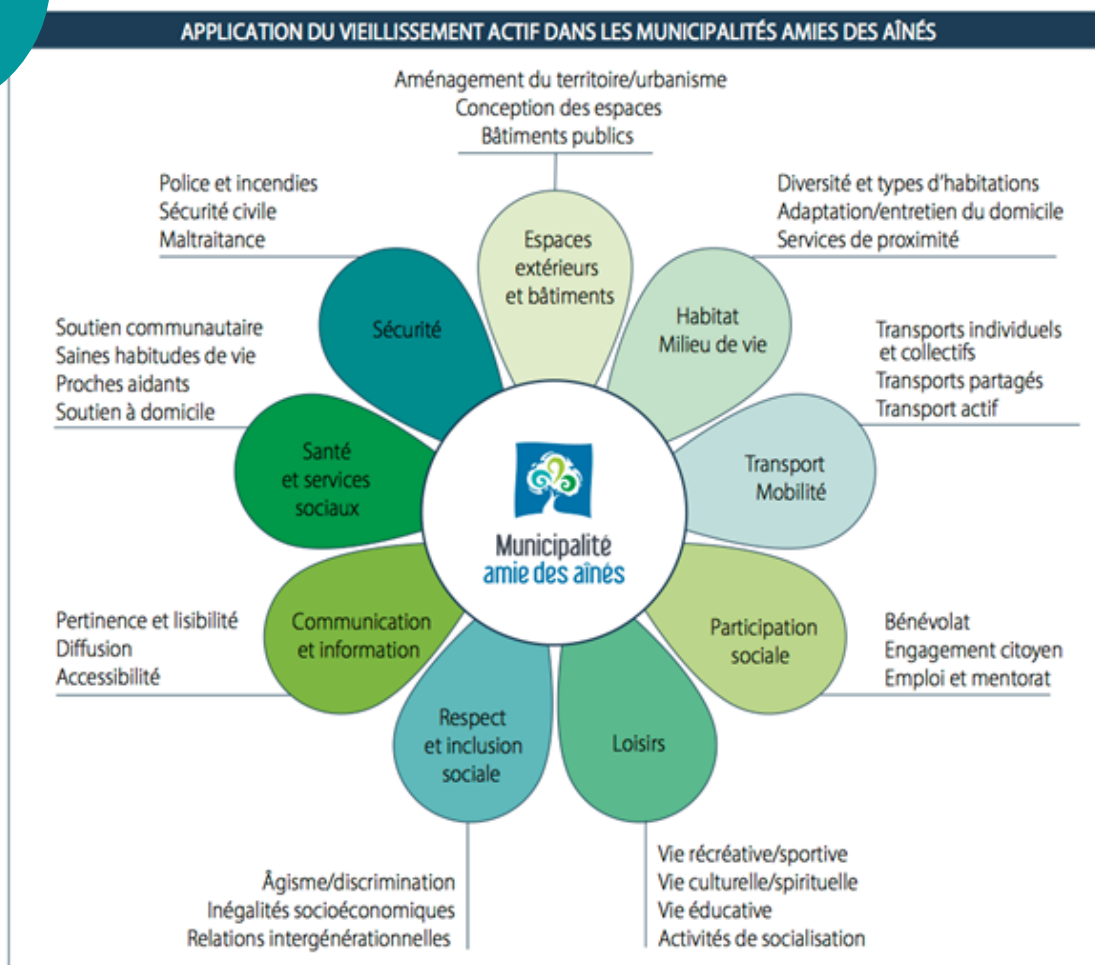 APPLICATION DU VIEILLISSEMENT ACTIF DANS LES MUNICIPALITÉS AMIES DES AÎNÉS
Aménagement du territoire/urbanisme
Conception des espaces
Bâtiments publics
Espaces
extérieurs
et bâtiments
Diversité et types d'habitations
Adaptation/entretien du domicile
Services de proximité
Habitat
Milieu de vie
Transports individuels
et collectifs
Transports partagés
Transport actif
Transport
Mobilité
Bénévolat
Engagement citoyen
Emploi et mentorat
Participation
sociale
Loisirs
Vie récréative/sportive
Vie culturelle/spirituelle
Vie éducative
Activités de socialisation
Respect
et inclusion
sociale
Âgisme/discrimination
Inégalités socioéconomiques
Relations intergénérationnelles
Communication
et information
Pertinence et lisibilité
Diffusion
Accessibilité
Santé
et services
sociaux
Soutien communautaire
Saines habitudes de vie
Proches aidants
Soutien à domicile
Sécurité
Police et incendies
Sécurité civile
Maltraitance
Municipalité
amie des aînés